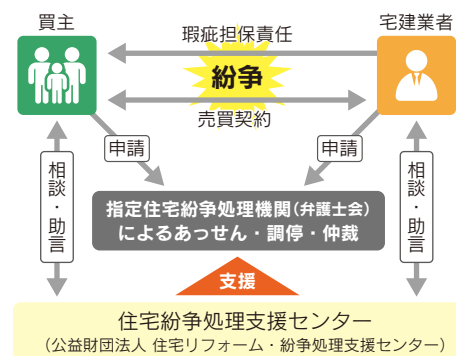 買主
宅建業者
瑕疵担保責任
紛争
売買契約
申請
申請
相談・助言
相談・助言
指定住宅紛争処理機関(弁護士会)
によるあっせん・調停・仲裁
支援
住宅紛争処理支援センター
(公益財団法人 住宅リフォーム・紛争処理支援センター)